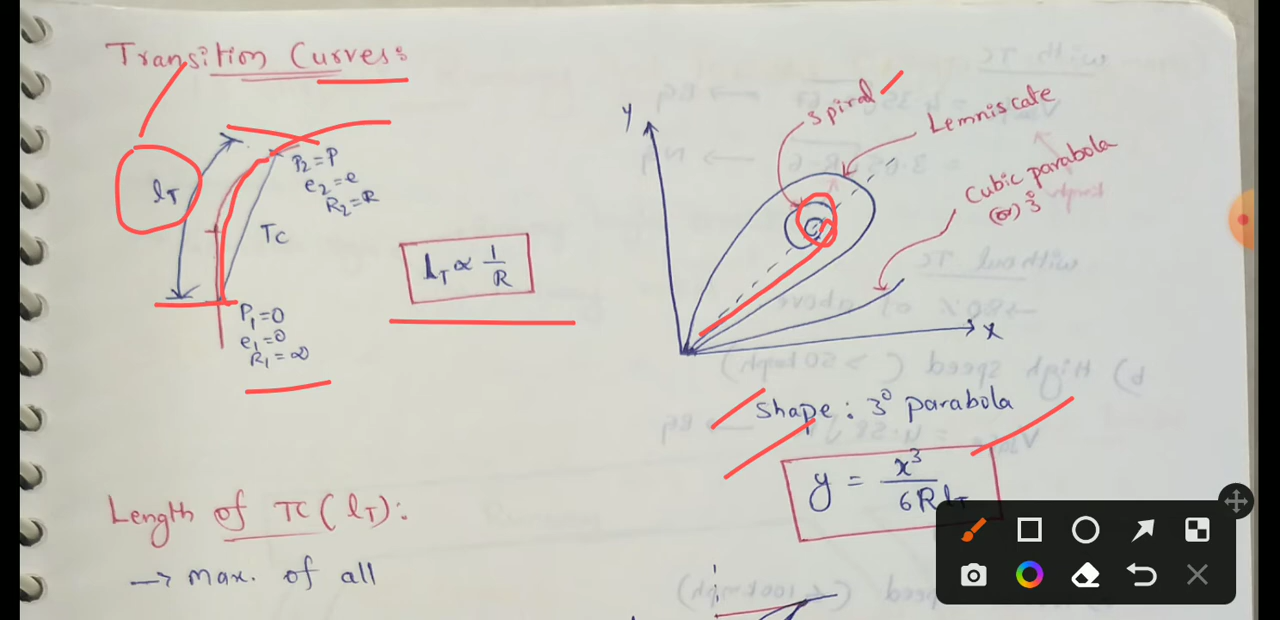 Transition Curves:
lT
P2 = P
e2 = e
R2 = R
TC
P1 = 0
e1 = 0
R1 = ∞
lT ∝ 1/R
Y
Spiral
Lemniscate
Cubic parabola
(or) 3°
X
Shape: 3° parabola
y = x³/6RlT
Length of TC (lT):
→ max. of all